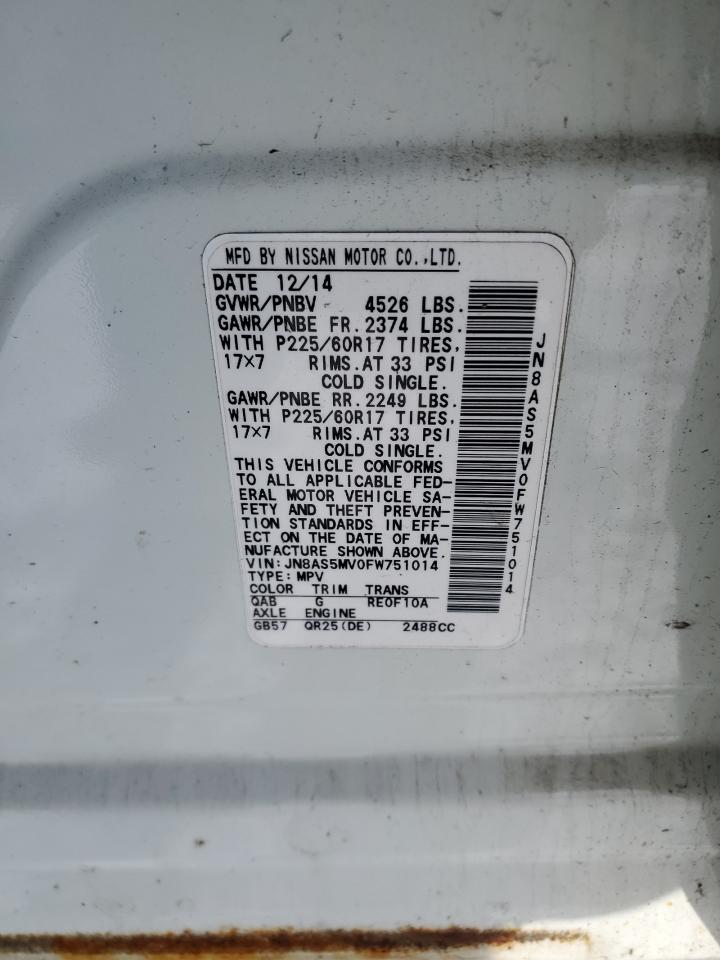 MFD BY NISSAN MOTOR CO.,LTD.
DATE 12/14
GVWR/PNBV 4526 LBS.
GAWR/PNBE FR. 2374 LBS.
WITH P225/60R17 TIRES,
17×7 RIMS.AT 33 PSI
COLD SINGLE.
GAWR/PNBE RR. 2249 LBS.
WITH P225/60R17 TIRES,
17×7 RIMS.AT 33 PSI
COLD SINGLE.
THIS VEHICLE CONFORMS
TO ALL APPLICABLE FED-
ERAL MOTOR VEHICLE SA-
FETY AND THEFT PREVEN-
TION STANDARDS IN EFF-
ECT ON THE DATE OF MA-
NUFACTURE SHOWN ABOVE.
VIN: JN8AS5MV0FW751014
TYPE: MPV
COLOR TRIM TRANS
QAB G RE0F10A
AXLE ENGINE
GB57 QR25(DE) 2488CC
JN8AS5MV0FW751014